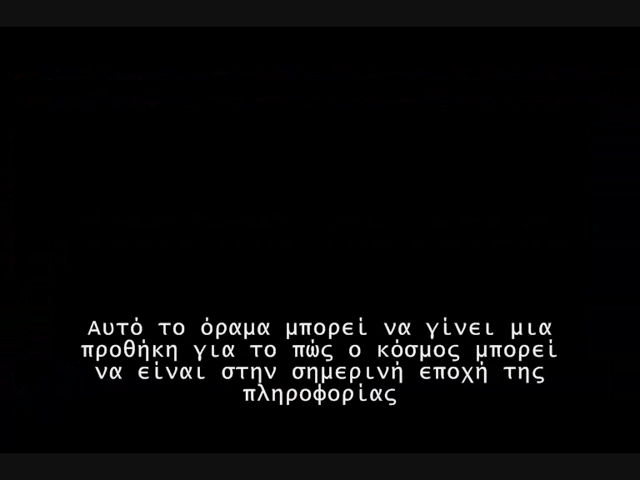 Αυτό το όραμα μπορεί να γίνει μια
προθήκη για το πώς ο κόσμος μπορεί
να είναι στην σημερινή εποχή της
πληροφορίας